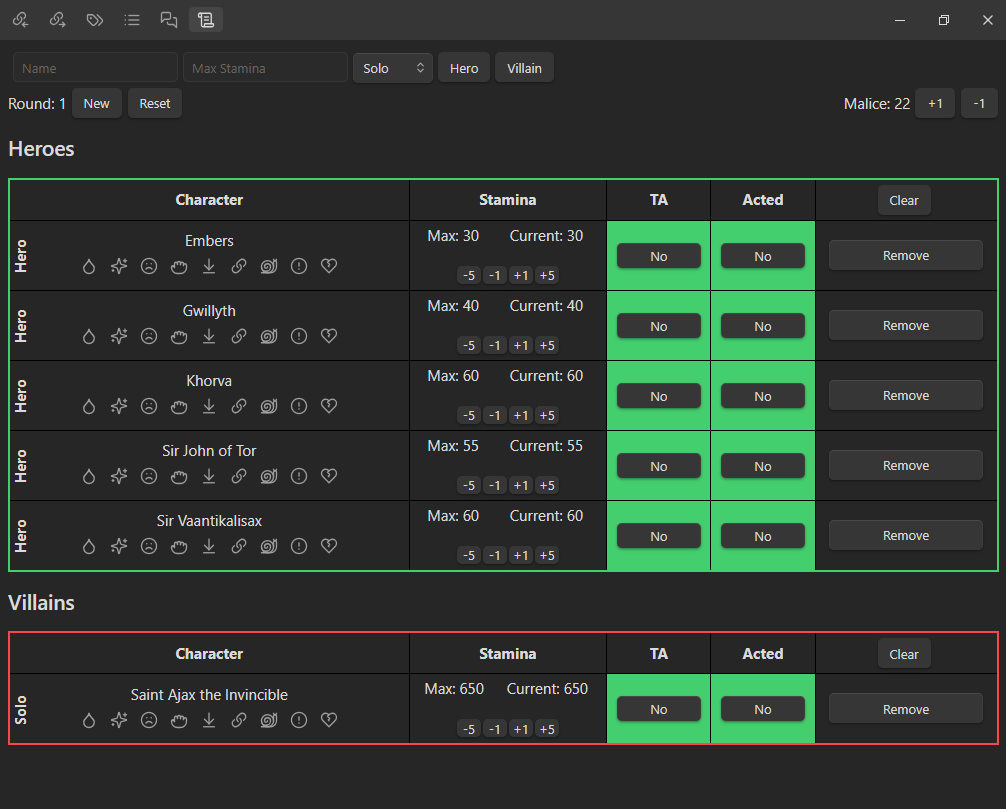 Name Max Stamina Solo Hero Villain
Round: 1 New Reset Malice: 22 +1 -1
Heroes
Character Stamina TA Acted Clear
Hero Embers Max: 30 Current: 30 -5 -1 +1 +5 No No Remove
Hero Gwillyth Max: 40 Current: 40 -5 -1 +1 +5 No No Remove
Hero Khorva Max: 60 Current: 60 -5 -1 +1 +5 No No Remove
Hero Sir John of Tor Max: 55 Current: 55 -5 -1 +1 +5 No No Remove
Hero Sir Vaantikalisax Max: 60 Current: 60 -5 -1 +1 +5 No No Remove
Villains
Character Stamina TA Acted Clear
Solo Saint Ajax the Invincible Max: 650 Current: 650 -5 -1 +1 +5 No No Remove